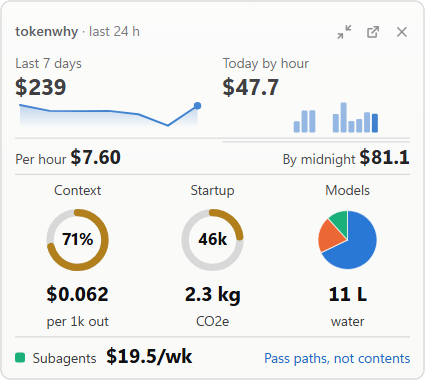 tokenwhy · last 24 h
Last 7 days
$239
Today by hour
$47.7
Per hour $7.60
By midnight $81.1
Context
Startup
Models
71%
46k
$0.062
2.3 kg
11 L
per 1k out
CO2e
water
Subagents $19.5/wk
Pass paths, not contents